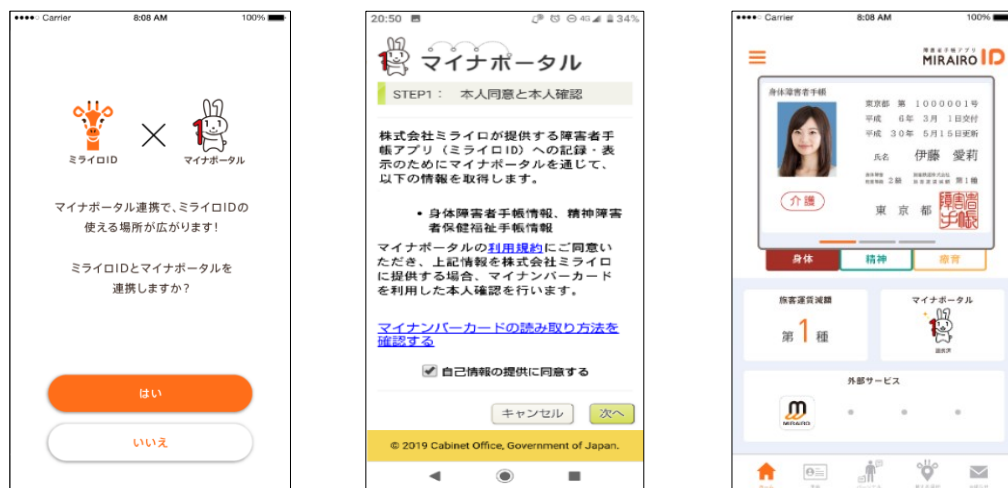 Carrier
8:08 AM
100%
ミライロID
マイナポータル
マイナポータル連携で、ミライロIDの
使える場所が広がります!
ミライロIDとマイナポータルを
連携しますか?
はい
いいえ
20:50
4G
34%
マイナポータル
STEP1: 本人同意と本人確認
株式会社ミライロが提供する障害者手
帳アプリ(ミライロID)への記録・表
示のためにマイナポータルを通じて、
以下の情報を取得します。
• 身体障害者手帳情報、精神障害
者保健福祉手帳情報
マイナポータルの利用規約にご同意い
ただき、上記情報を株式会社ミライロ
に提供する場合、マイナンバーカード
を利用した本人確認を行います。
マイナンバーカードの読み取り方法を
確認する
自己情報の提供に同意する
キャンセル
次へ
© 2019 Cabinet Office, Government of Japan.
Carrier
8:08 AM
100%
障害者手帳アプリ
MIRAIRO ID
身体障害者手帳
東京都 第 1000001号
平成 6年 3月 1日交付
平成 30年 5月15日更新
氏名 伊藤 愛莉
2級
第1種
介護
東京都
障害者手帳
身体
精神
療育
旅客運賃減額
第1種
マイナポータル
外部サービス
MIRAIRO